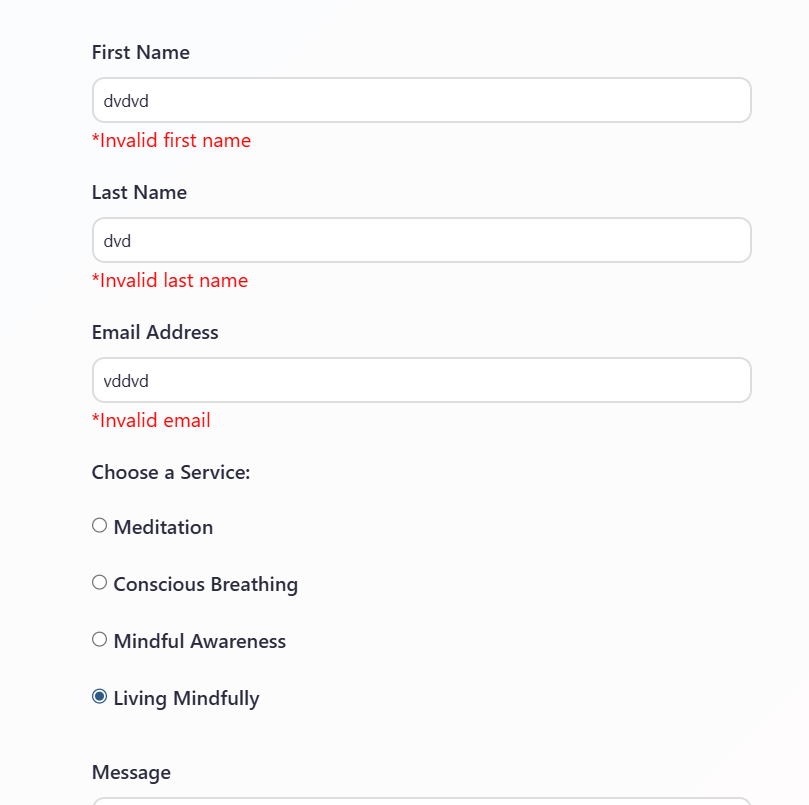 First Name
dvdvd
*Invalid first name
Last Name
dvd
*Invalid last name
Email Address
vddvd
*Invalid email
Choose a Service:
Meditation
Conscious Breathing
Mindful Awareness
Living Mindfully
Message